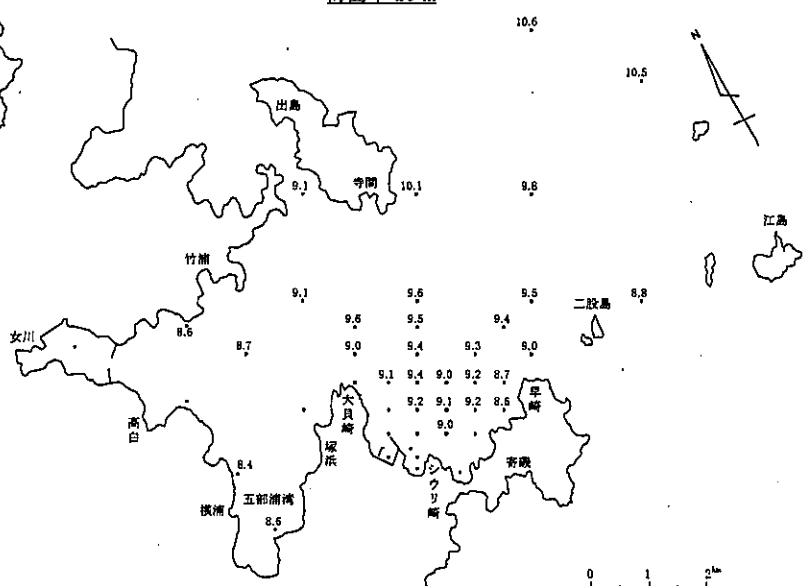 10.6
10.5
N
出島
寺間
9.1
10.1
9.8
江島
竹浦
9.1
9.6
9.5
8.8
二股島
8.6
9.6
9.5
9.4
女川
8.7
9.0
9.4
9.3
9.0
9.1
9.4
9.0
9.2
8.7
早崎
大貝崎
9.2
9.1
9.2
8.6
高白
塚浜
9.0
シウリ崎
寄磯
8.4
五部浦湾
横浦
8.6
0 1 2km